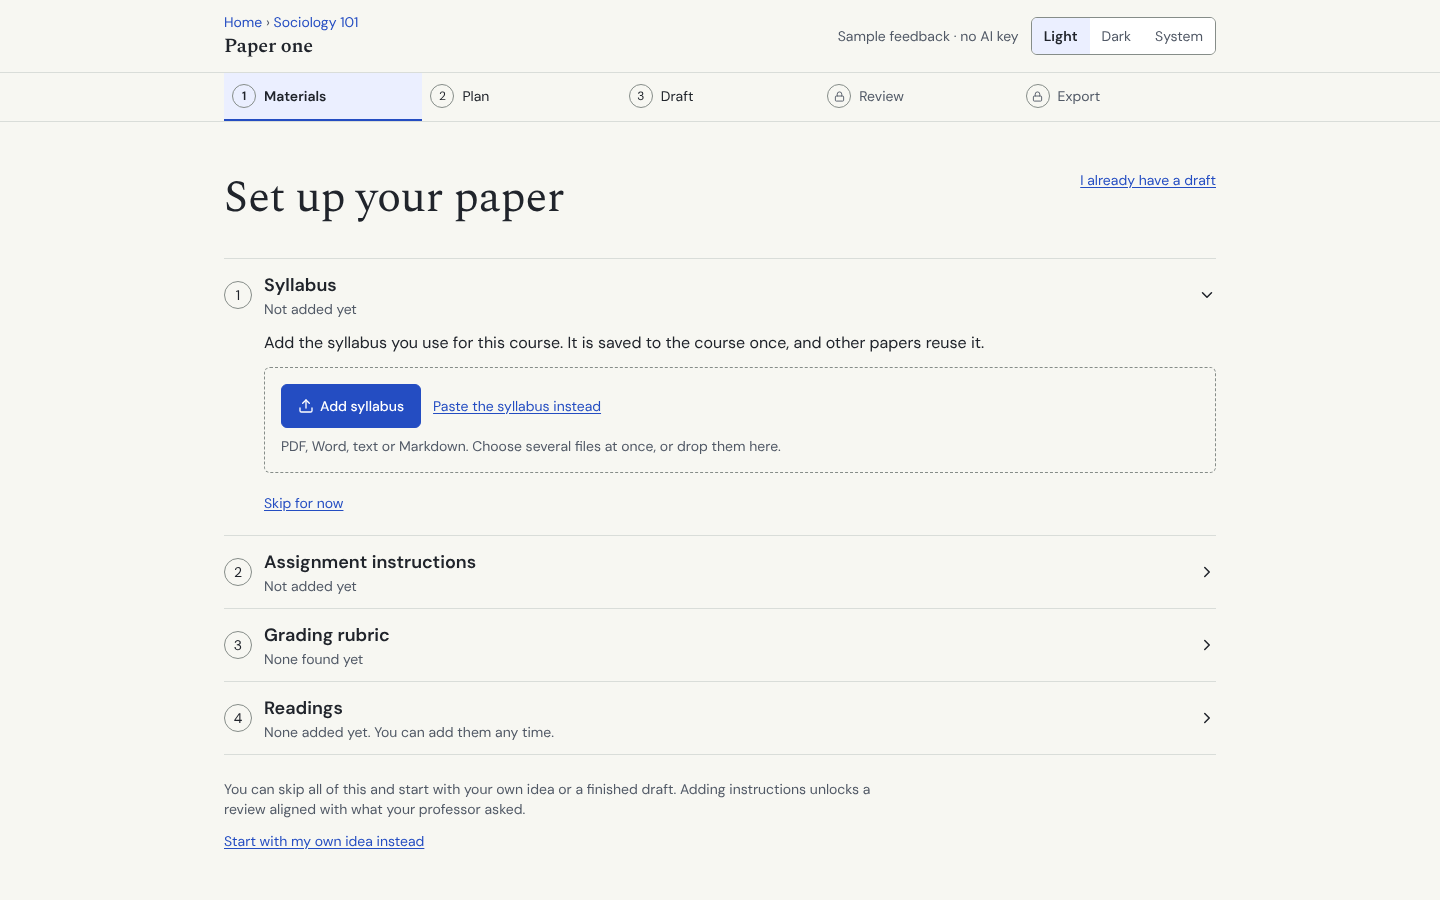 Home › Sociology 101
Paper one
Sample feedback · no AI key
Light
Dark
System
1 Materials
2 Plan
3 Draft
Review
Export
Set up your paper
I already have a draft
1
Syllabus
Not added yet
Add the syllabus you use for this course. It is saved to the course once, and other papers reuse it.
Add syllabus
Paste the syllabus instead
PDF, Word, text or Markdown. Choose several files at once, or drop them here.
Skip for now
2
Assignment instructions
Not added yet
3
Grading rubric
None found yet
4
Readings
None added yet. You can add them any time.
You can skip all of this and start with your own idea or a finished draft. Adding instructions unlocks a
review aligned with what your professor asked.
Start with my own idea instead